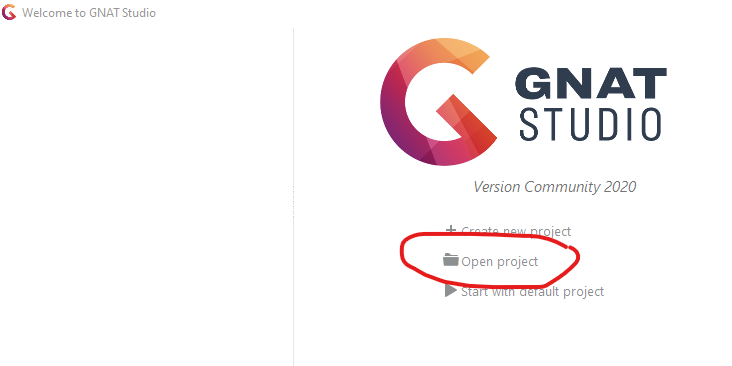 Welcome to GNAT Studio
GNAT
STUDIO
Version Community 2020
Create new project
Open project
Start with default project